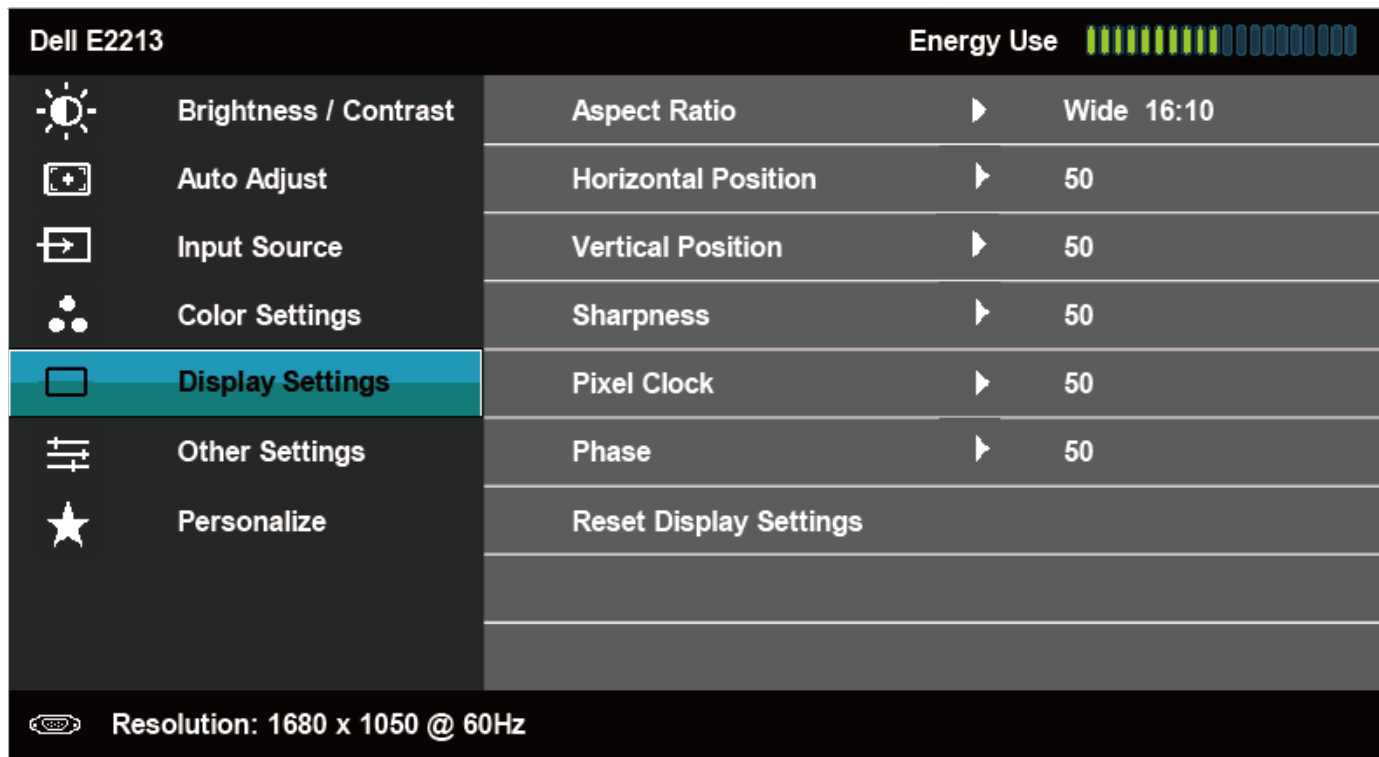 Dell E2213 Energy Use
Brightness / Contrast Aspect Ratio Wide 16:10
Auto Adjust Horizontal Position 50
Input Source Vertical Position 50
Color Settings Sharpness 50
Display Settings Pixel Clock 50
Other Settings Phase 50
Personalize Reset Display Settings
Resolution: 1680 x 1050 @ 60Hz